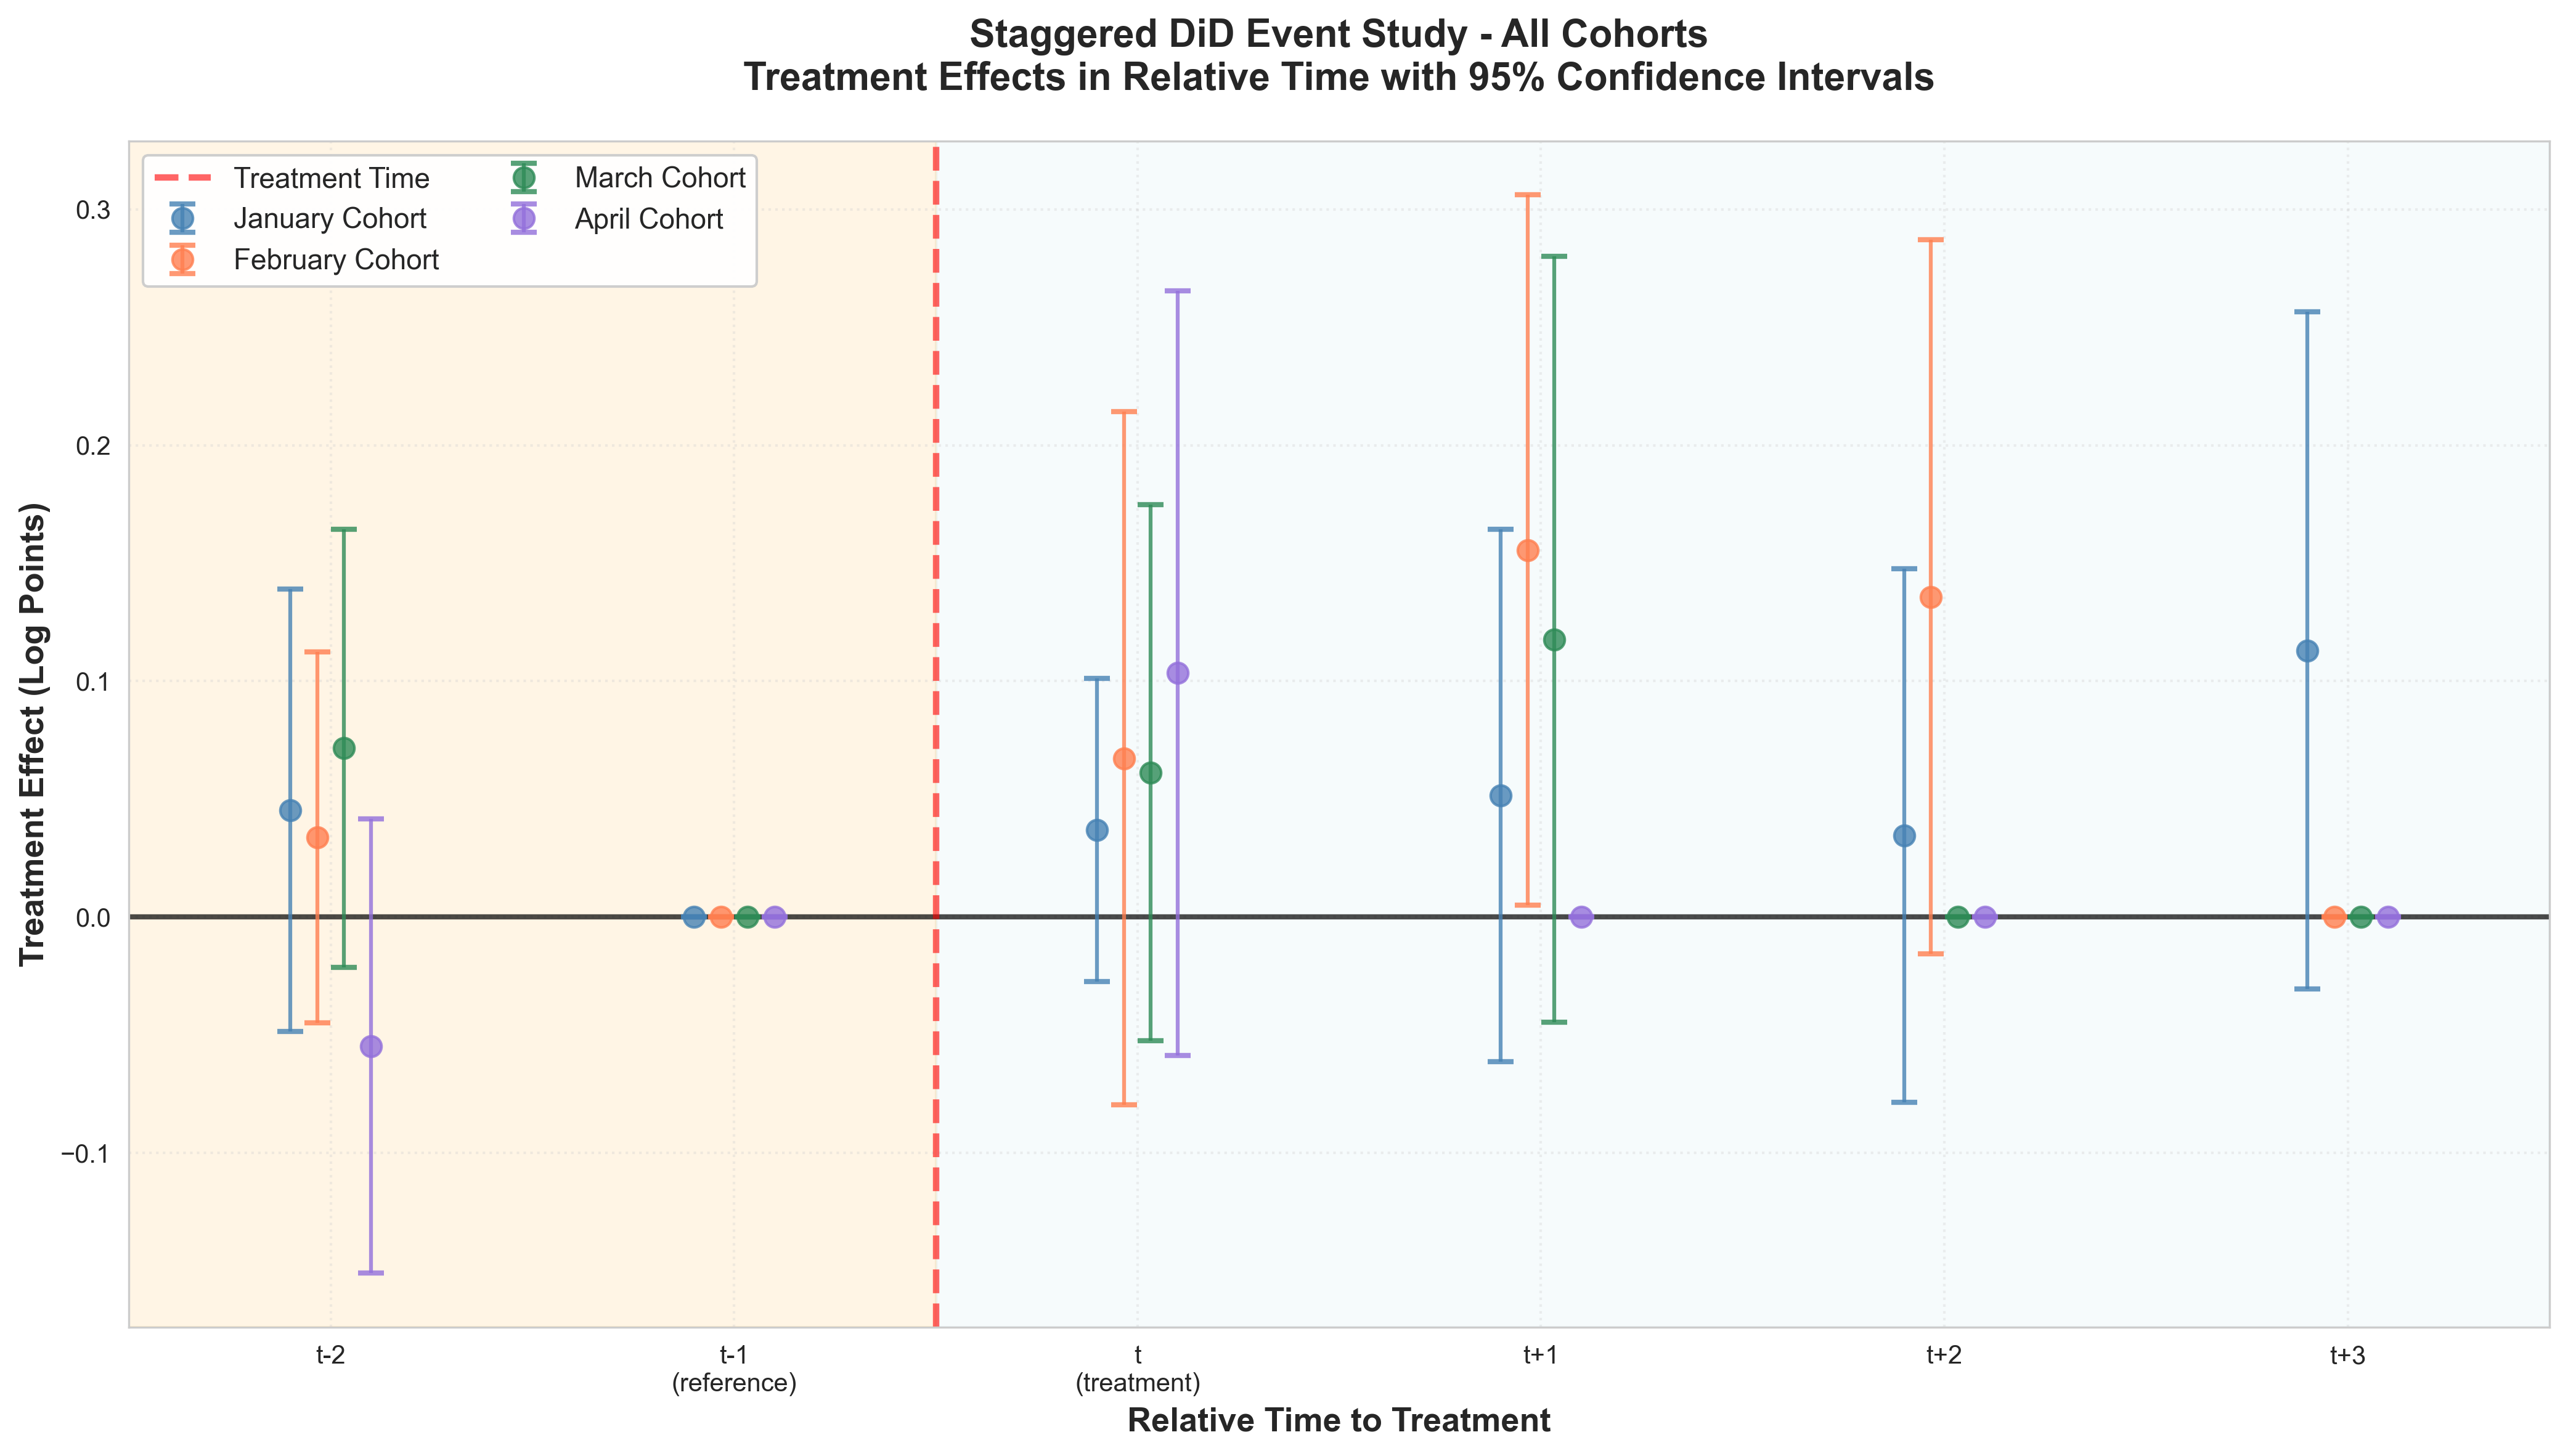 Staggered DiD Event Study - All Cohorts
Treatment Effects in Relative Time with 95% Confidence Intervals
Treatment Time
January Cohort
February Cohort
March Cohort
April Cohort
Treatment Effect (Log Points)
0.3
0.2
0.1
0.0
−0.1
t-2
t-1
(reference)
t
(treatment)
t+1
t+2
t+3
Relative Time to Treatment